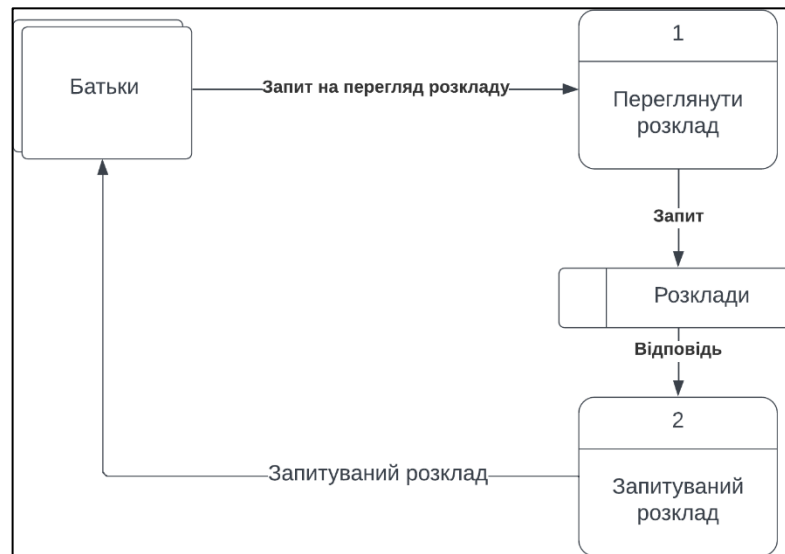 Батьки
Запит на перегляд розкладу
1
Переглянути
розклад
Запит
Розклади
Відповідь
2
Запитуваний
розклад
Запитуваний розклад